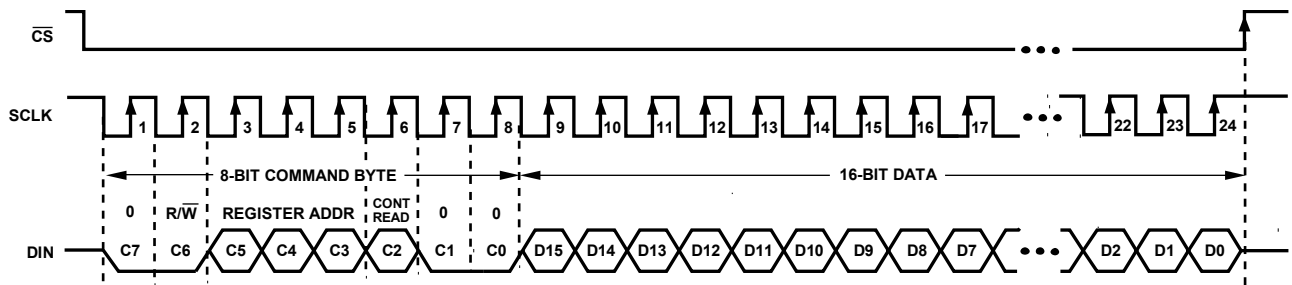 CS
SCLK
1 2 3 4 5 6 7 8 9 10 11 12 13 14 15 16 17 22 23 24
8-BIT COMMAND BYTE 16-BIT DATA
0 R/W REGISTER ADDR CONT READ 0 0
DIN C7 C6 C5 C4 C3 C2 C1 C0 D15 D14 D13 D12 D11 D10 D9 D8 D7 D2 D1 D0